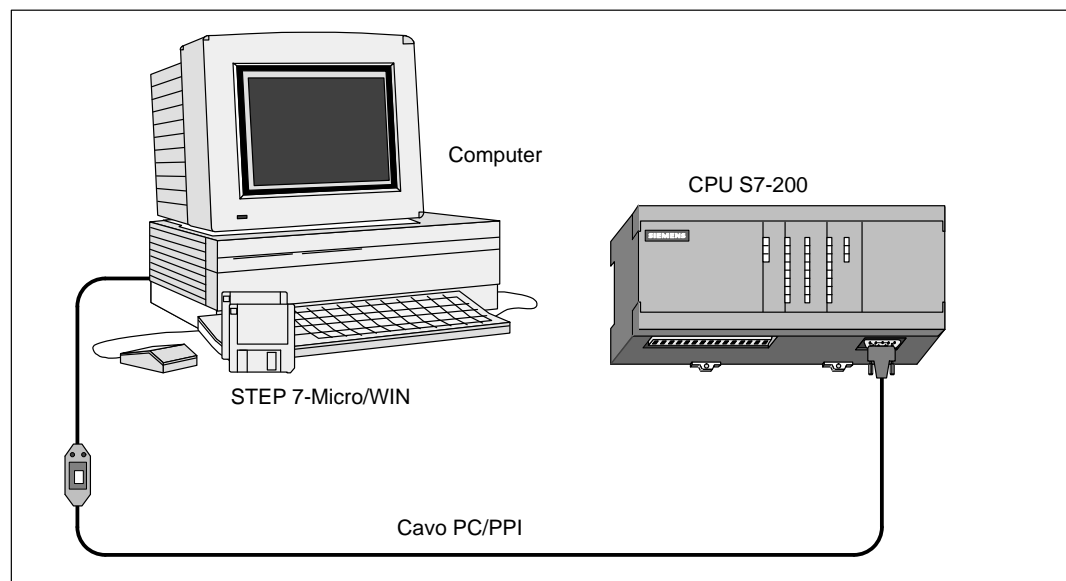 Computer
CPU S7-200
SIEMENS
STEP 7-Micro/WIN
Cavo PC/PPI